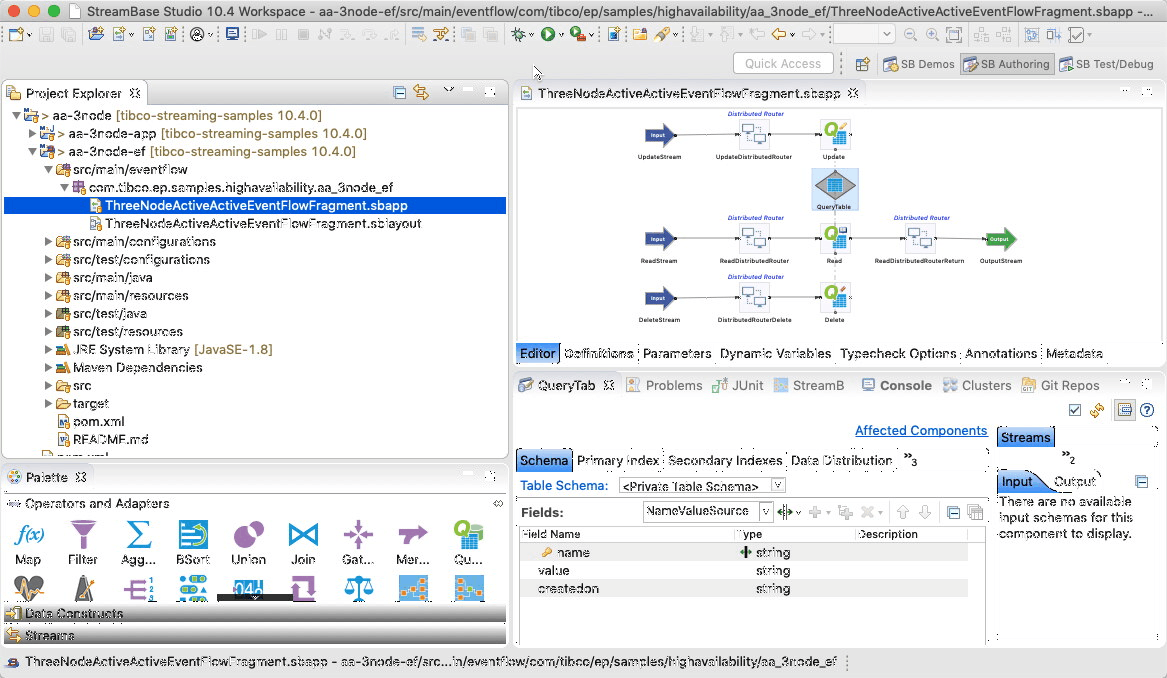 StreamBase Studio 10.4 Workspace - aa-3node-ef/src/main/eventflow/com/tibco/ep/samples/highavailability/aa_3node_ef/ThreeNodeActiveActiveEventFlowFragment.sbapp -...
Quick Access
SB Demos
SB Authoring
SB Test/Debug
Project Explorer
> aa-3node [tibco-streaming-samples 10.4.0]
> aa-3node-app [tibco-streaming-samples 10.4.0]
> aa-3node-ef [tibco-streaming-samples 10.4.0]
src/main/eventflow
com.tibco.ep.samples.highavailability.aa_3node_ef
ThreeNodeActiveActiveEventFlowFragment.sbapp
ThreeNodeActiveActiveEventFlowFragment.sblayout
src/main/configurations
src/test/configurations
src/main/java
src/main/resources
src/test/java
src/test/resources
JRE System Library [JavaSE-1.8]
Maven Dependencies
src
target
pom.xml
README.md
Palette
Operators and Adapters
f(x)
Map
Filter
Agg...
BSort
Union
Join
Gat...
Mer...
Qu...
Data Constructs
Streams
ThreeNodeActiveActiveEventFlowFragment.sbapp
Distributed Router
Input
UpdateStream
UpdateDistributedRouter
Update
QueryTable
Distributed Router
Distributed Router
Input
Output
ReadStream
ReadDistributedRouter
Read
ReadDistributedRouterReturn
OutputStream
Distributed Router
Input
DeleteStream
DistributedRouterDelete
Delete
Editor
Definitions
Parameters
Dynamic Variables
Typecheck Options
Annotations
Metadata
QueryTab
Problems
JUnit
StreamB
Console
Clusters
Git Repos
Affected Components
Schema
Primary Index
Secondary Indexes
Data Distribution
»3
Table Schema:
<Private Table Schema>
Fields:
NameValueSource
Field Name
Type
Description
name
string
value
string
createdon
string
Streams
»2
Input
Output
There are no available
input schemas for this
component to display.
ThreeNodeActiveActiveEventFlowFragment.sbapp - aa-3node-ef/src...in/eventflow/com/tibco/ep/samples/highavailability/aa_3node_ef